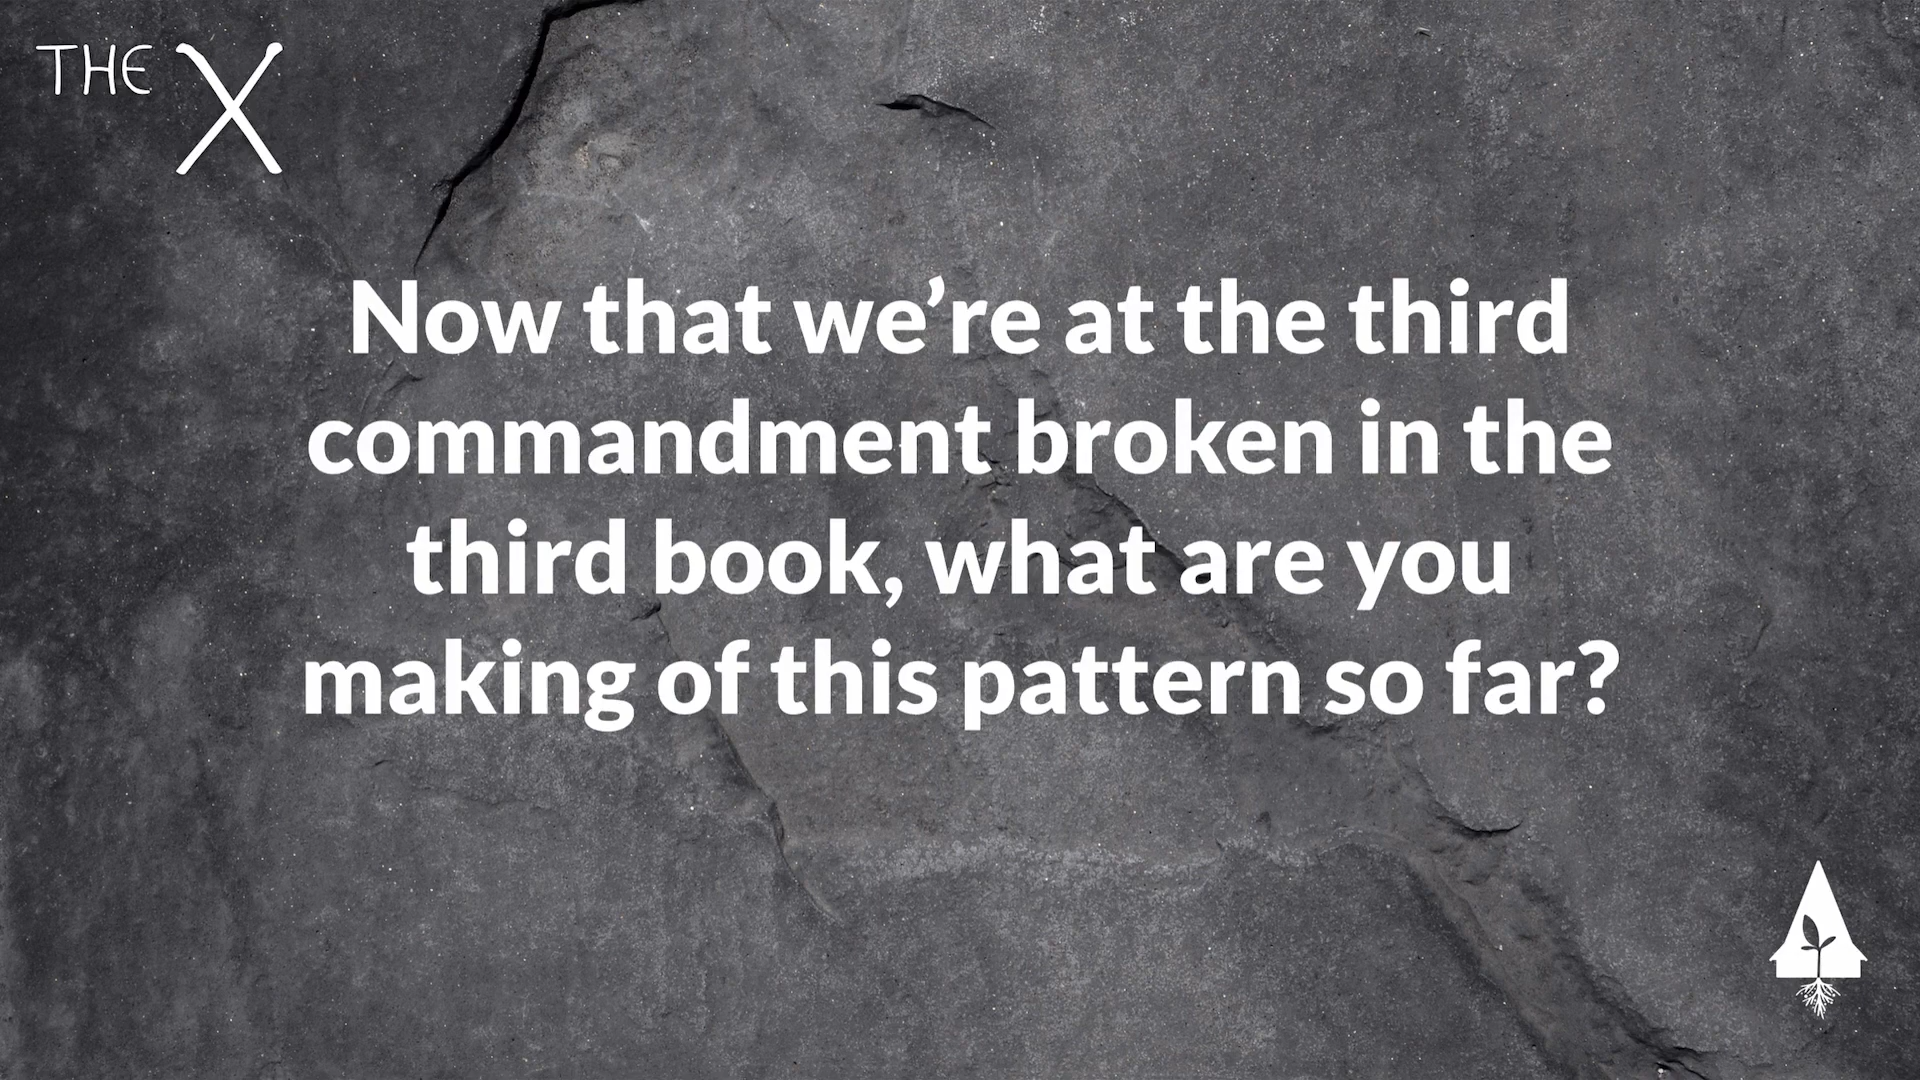 THE X
Now that we’re at the third
commandment broken in the
third book, what are you
making of this pattern so far?